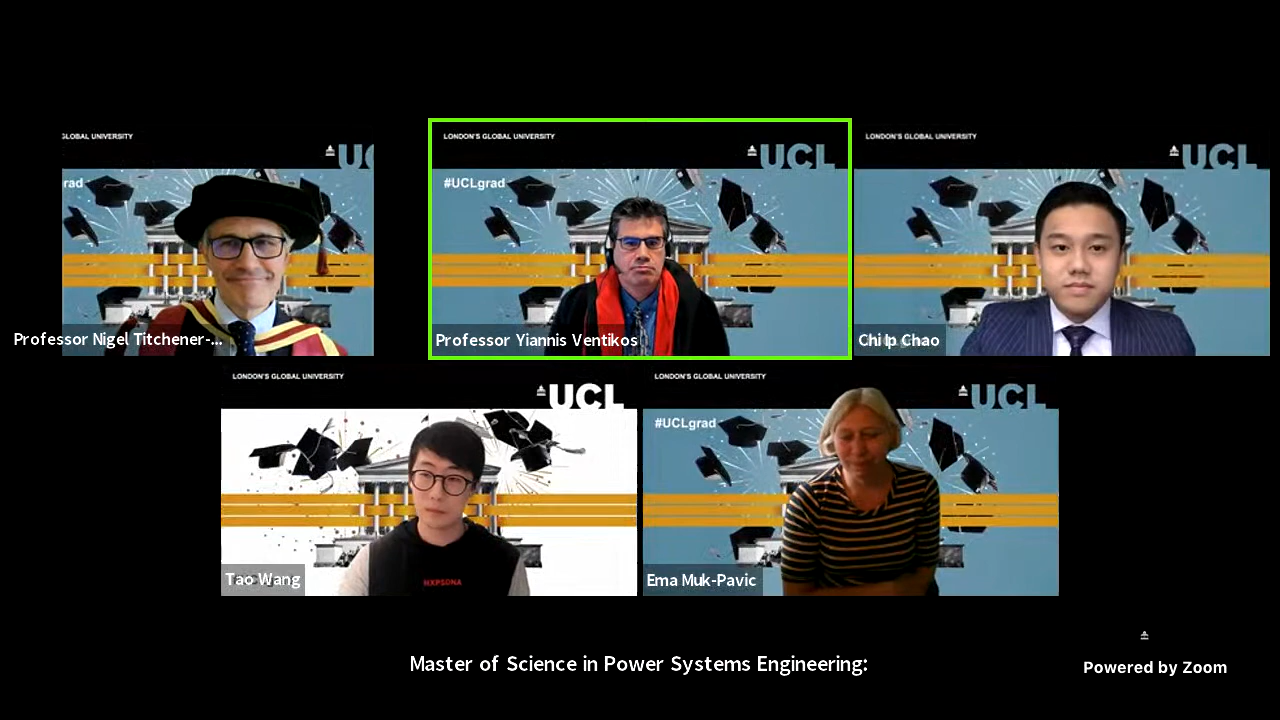 GLOBAL UNIVERSITY
UCL
rad
Professor Nigel Titchener-...
LONDON'S GLOBAL UNIVERSITY
UCL
#UCLgrad
Professor Yiannis Ventikos
LONDON'S GLOBAL UNIVERSITY
UCL
Chi Ip Chao
LONDON'S GLOBAL UNIVERSITY
UCL
Tao Wang
LONDON'S GLOBAL UNIVERSITY
UCL
#UCLgrad
Ema Muk-Pavic
Master of Science in Power Systems Engineering:
Powered by Zoom